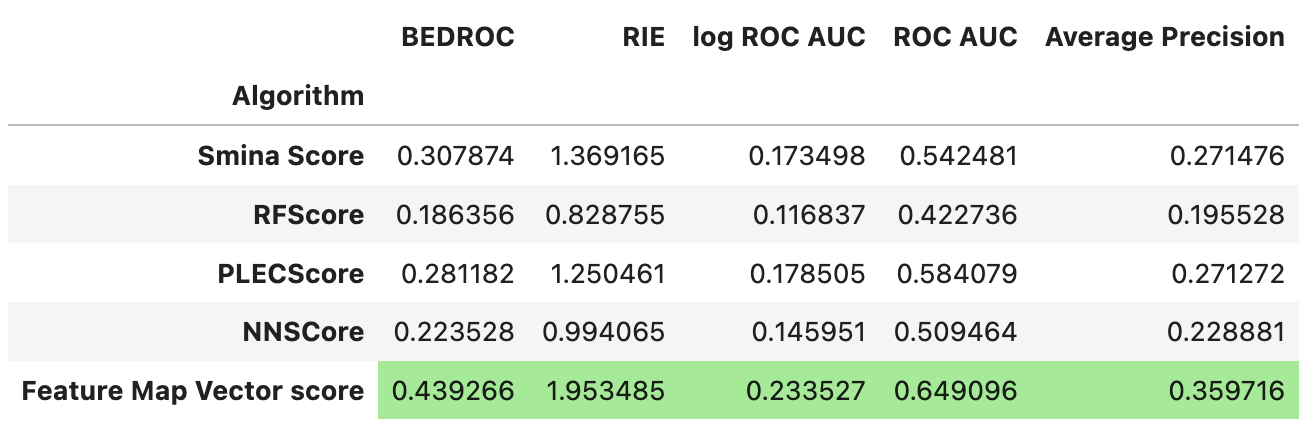 BEDROC RIE log ROC AUC ROC AUC Average Precision
Algorithm
Smina Score 0.307874 1.369165 0.173498 0.542481 0.271476
RFScore 0.186356 0.828755 0.116837 0.422736 0.195528
PLECScore 0.281182 1.250461 0.178505 0.584079 0.271272
NNSCore 0.223528 0.994065 0.145951 0.509464 0.228881
Feature Map Vector score 0.439266 1.953485 0.233527 0.649096 0.359716